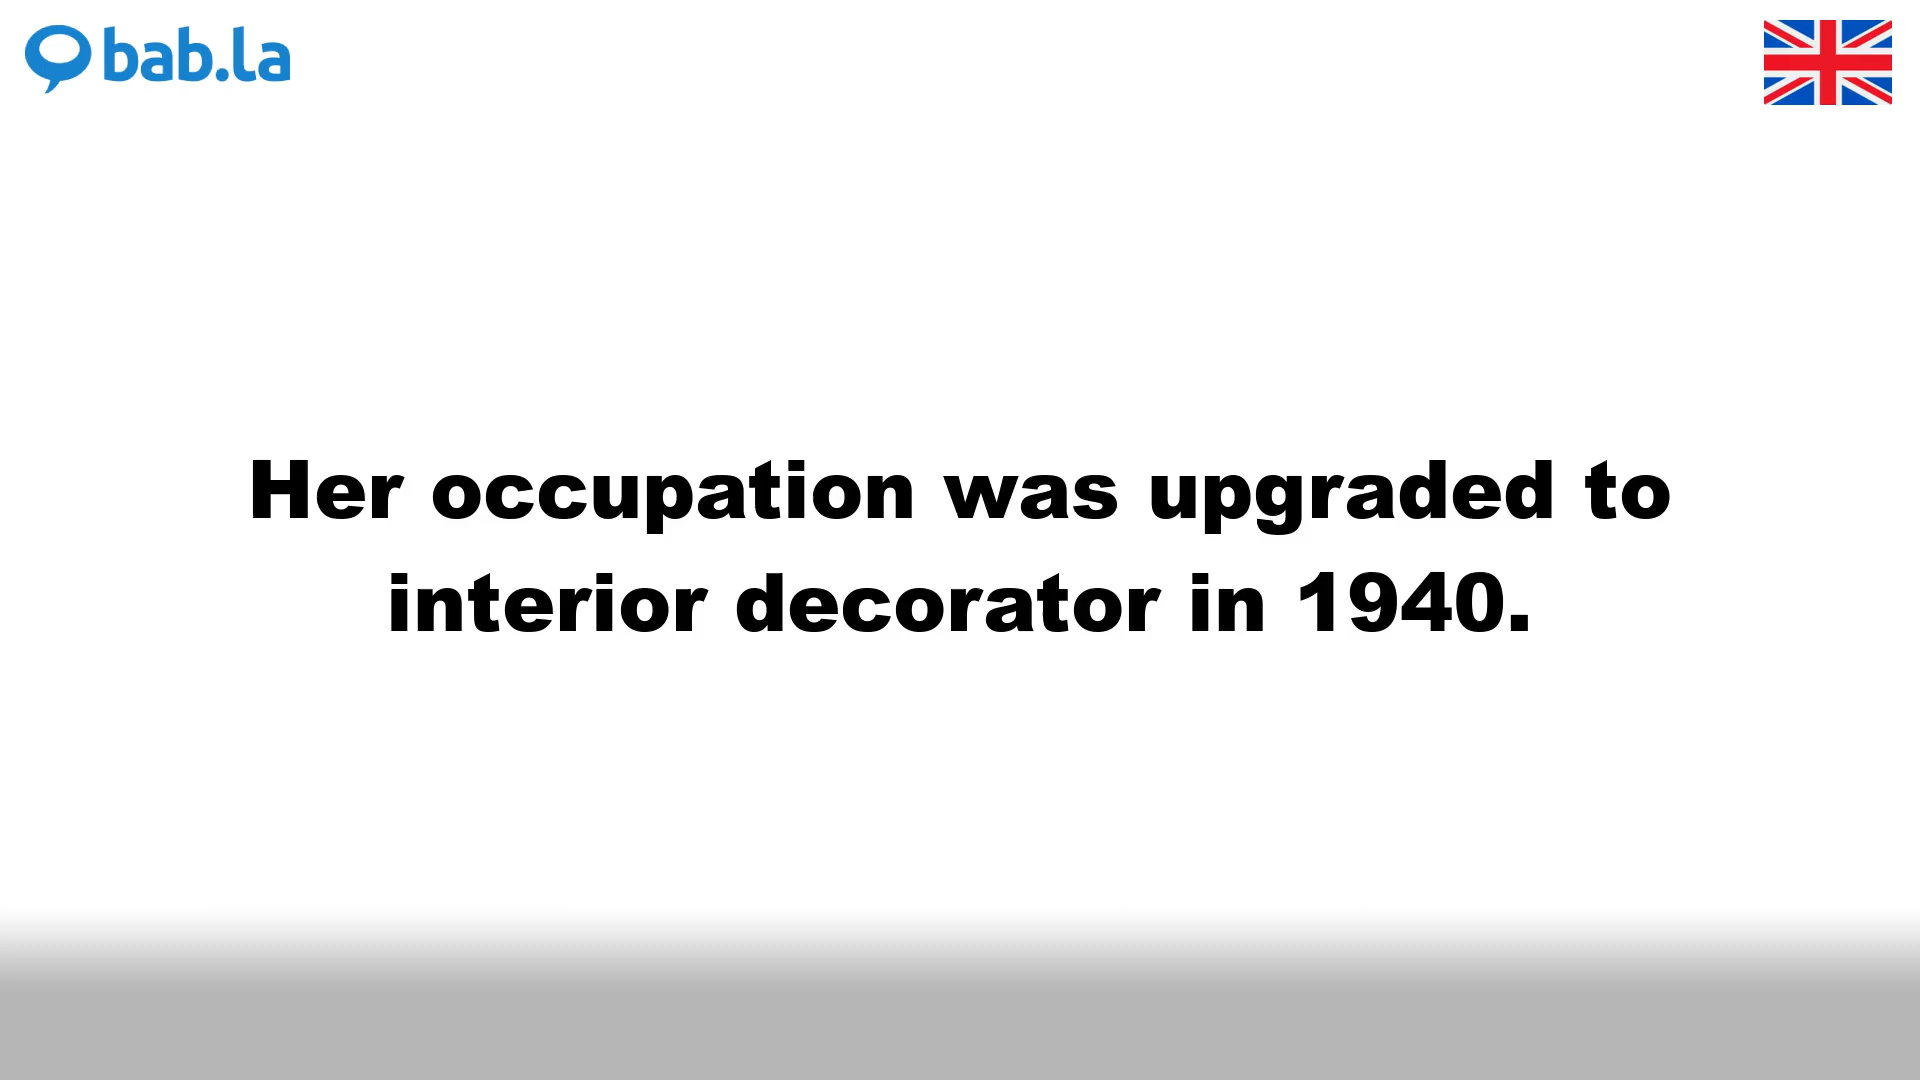 bab.la
Her occupation was upgraded to
interior decorator in 1940.